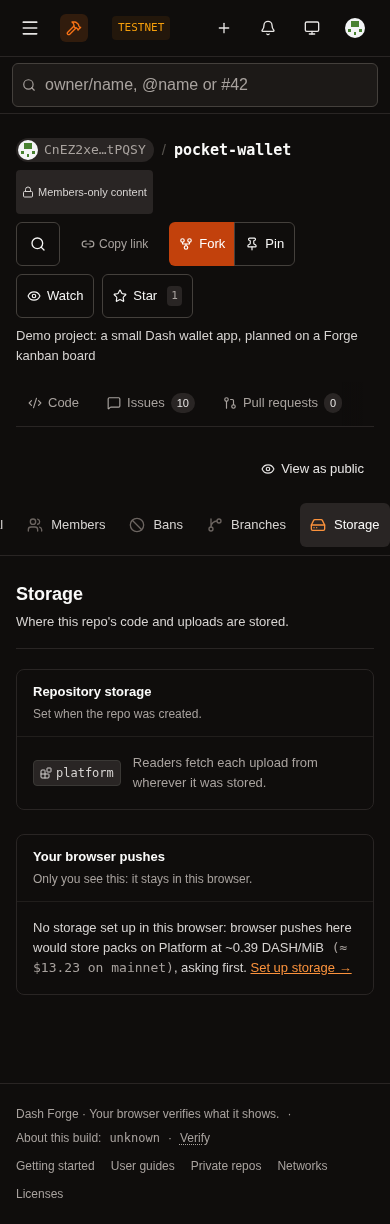 TESTNET
owner/name, @name or #42
CnEZ2xe…tPQSY / pocket-wallet
Members-only content
Copy link
Fork
Pin
Watch
Star 1
Demo project: a small Dash wallet app, planned on a Forge
kanban board
Code
Issues 10
Pull requests 0
View as public
Members
Bans
Branches
Storage
Storage
Where this repo's code and uploads are stored.
Repository storage
Set when the repo was created.
platform
Readers fetch each upload from
wherever it was stored.
Your browser pushes
Only you see this: it stays in this browser.
No storage set up in this browser: browser pushes here
would store packs on Platform at ~0.39 DASH/MiB (≈
$13.23 on mainnet), asking first. Set up storage →
Dash Forge · Your browser verifies what it shows. ·
About this build: unknown · Verify
Getting started User guides Private repos Networks
Licenses